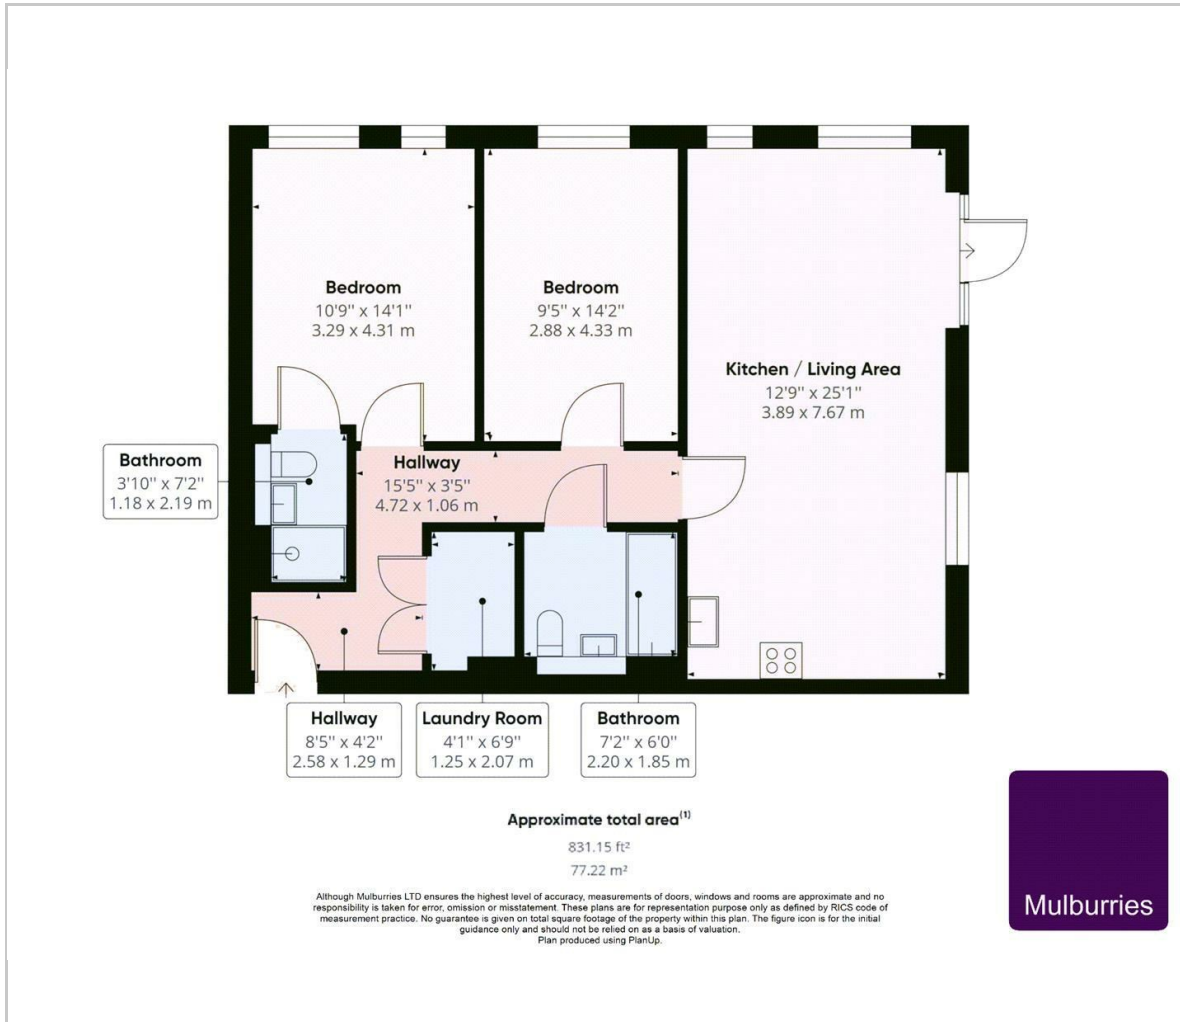 Bedroom
10'9'' x 14'1''
3.29 x 4.31 m
Bedroom
9'5'' x 14'2''
2.88 x 4.33 m
Kitchen / Living Area
12'9'' x 25'1''
3.89 x 7.67 m
Bathroom
3'10'' x 7'2''
1.18 x 2.19 m
Hallway
15'5'' x 3'5''
4.72 x 1.06 m
Hallway
8'5'' x 4'2''
2.58 x 1.29 m
Laundry Room
4'1'' x 6'9''
1.25 x 2.07 m
Bathroom
7'2'' x 6'0''
2.20 x 1.85 m
Approximate total area(1)
831.15 ft²
77.22 m²
Although Mulburries LTD ensures the highest level of accuracy, measurements of doors, windows and rooms are approximate and no
responsibility is taken for error, omission or misstatement. These plans are for representation purpose only as defined by RICS code of
measurement practice. No guarantee is given on total square footage of the property within this plan. The figure icon is for the initial
guidance only and should not be relied on as a basis of valuation.
Plan produced using PlanUp.
Mulburries